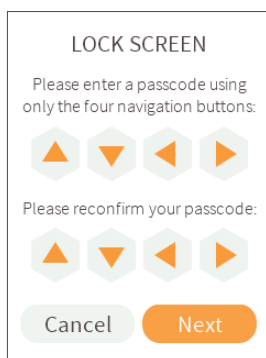 LOCK SCREEN
Please enter a passcode using
only the four navigation buttons:
Please reconfirm your passcode:
Cancel
Next